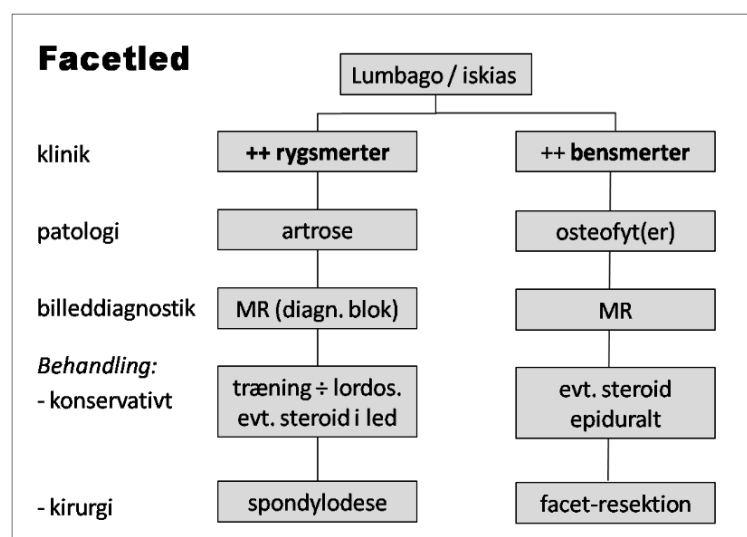 Facetled
Lumbago / iskias
klinik
++ rygsmerter
++ bensmerter
patologi
artrose
osteofyt(er)
billeddiagnostik
MR (diagn. blok)
MR
Behandling:
- konservativt
træning ÷ lordos.
evt. steroid i led
evt. steroid
epiduralt
- kirurgi
spondylodese
facet-resektion